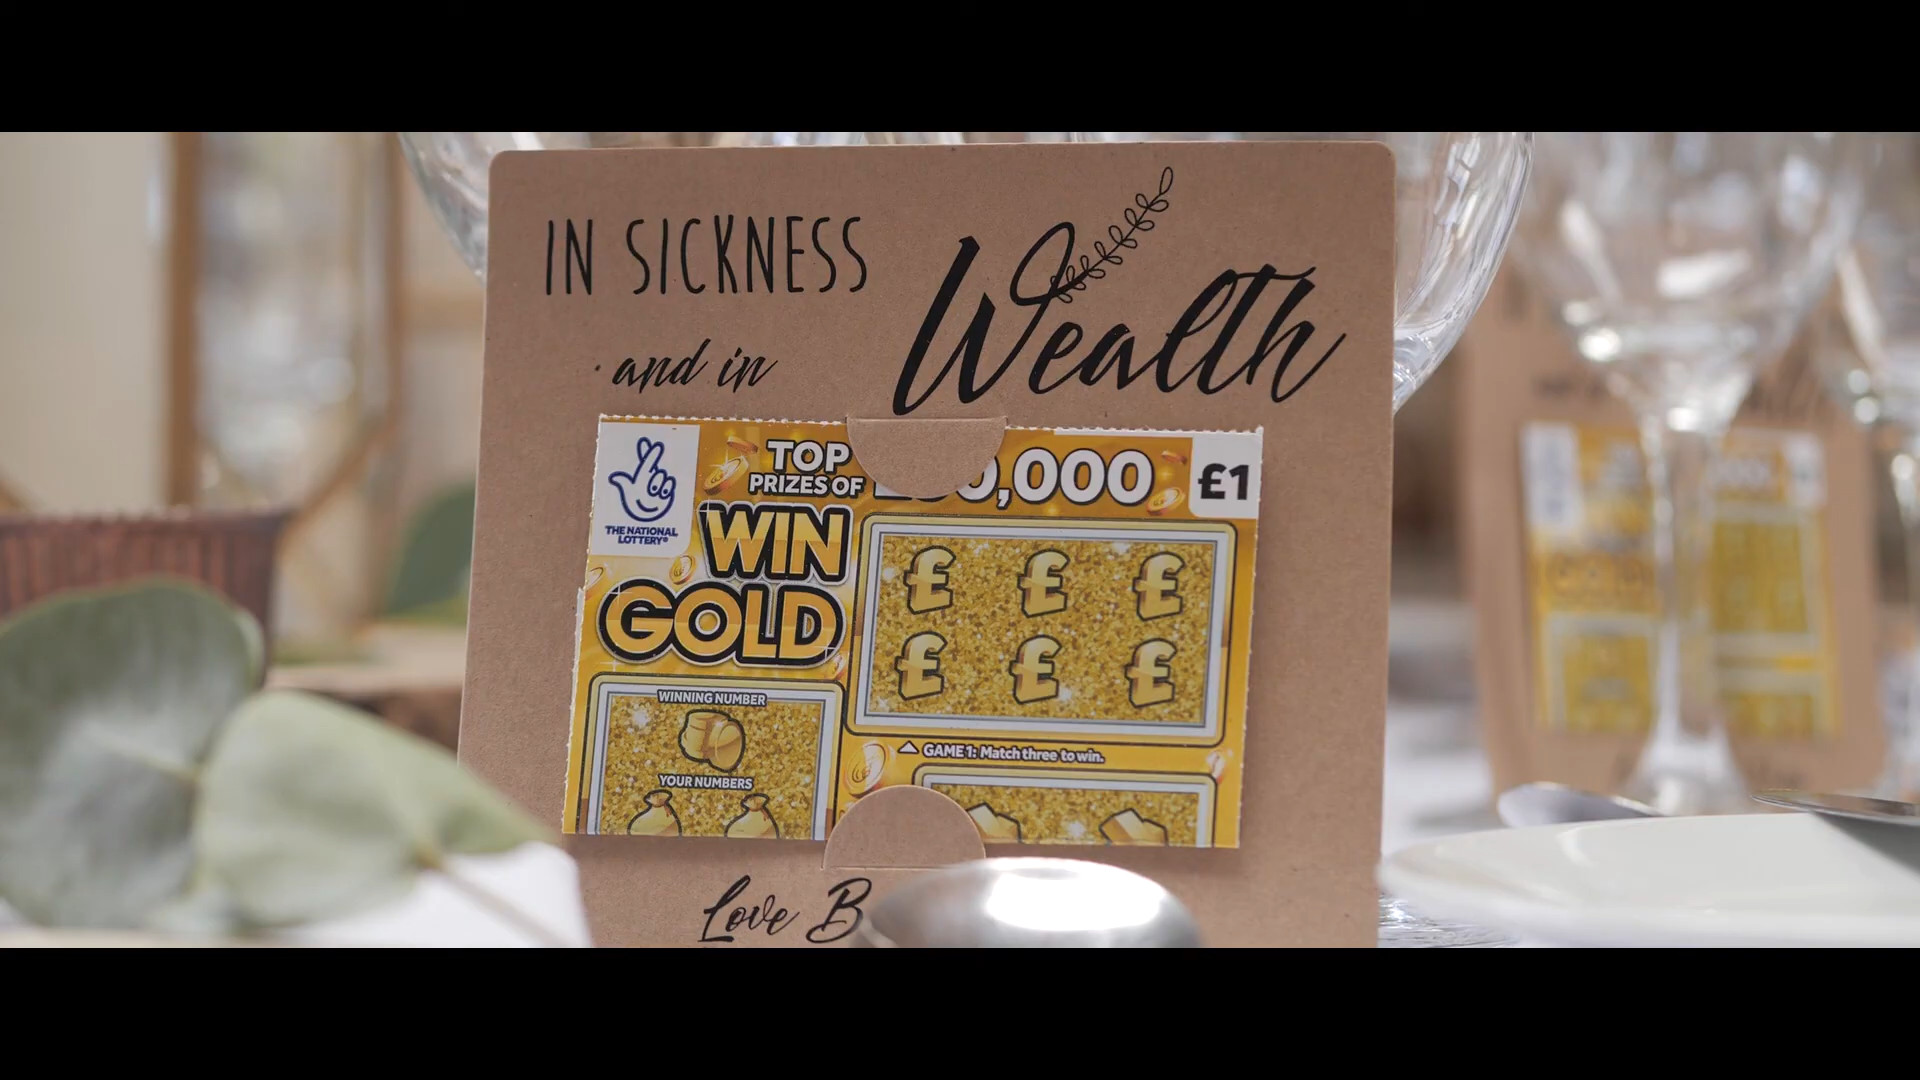 IN SICKNESS
and in Wealth
THE NATIONAL
LOTTERY®
TOP
PRIZES OF
0,000
£1
WIN
GOLD
£ £ £
£ £ £
WINNING NUMBER
YOUR NUMBERS
GAME 1: Match three to win.
Love B